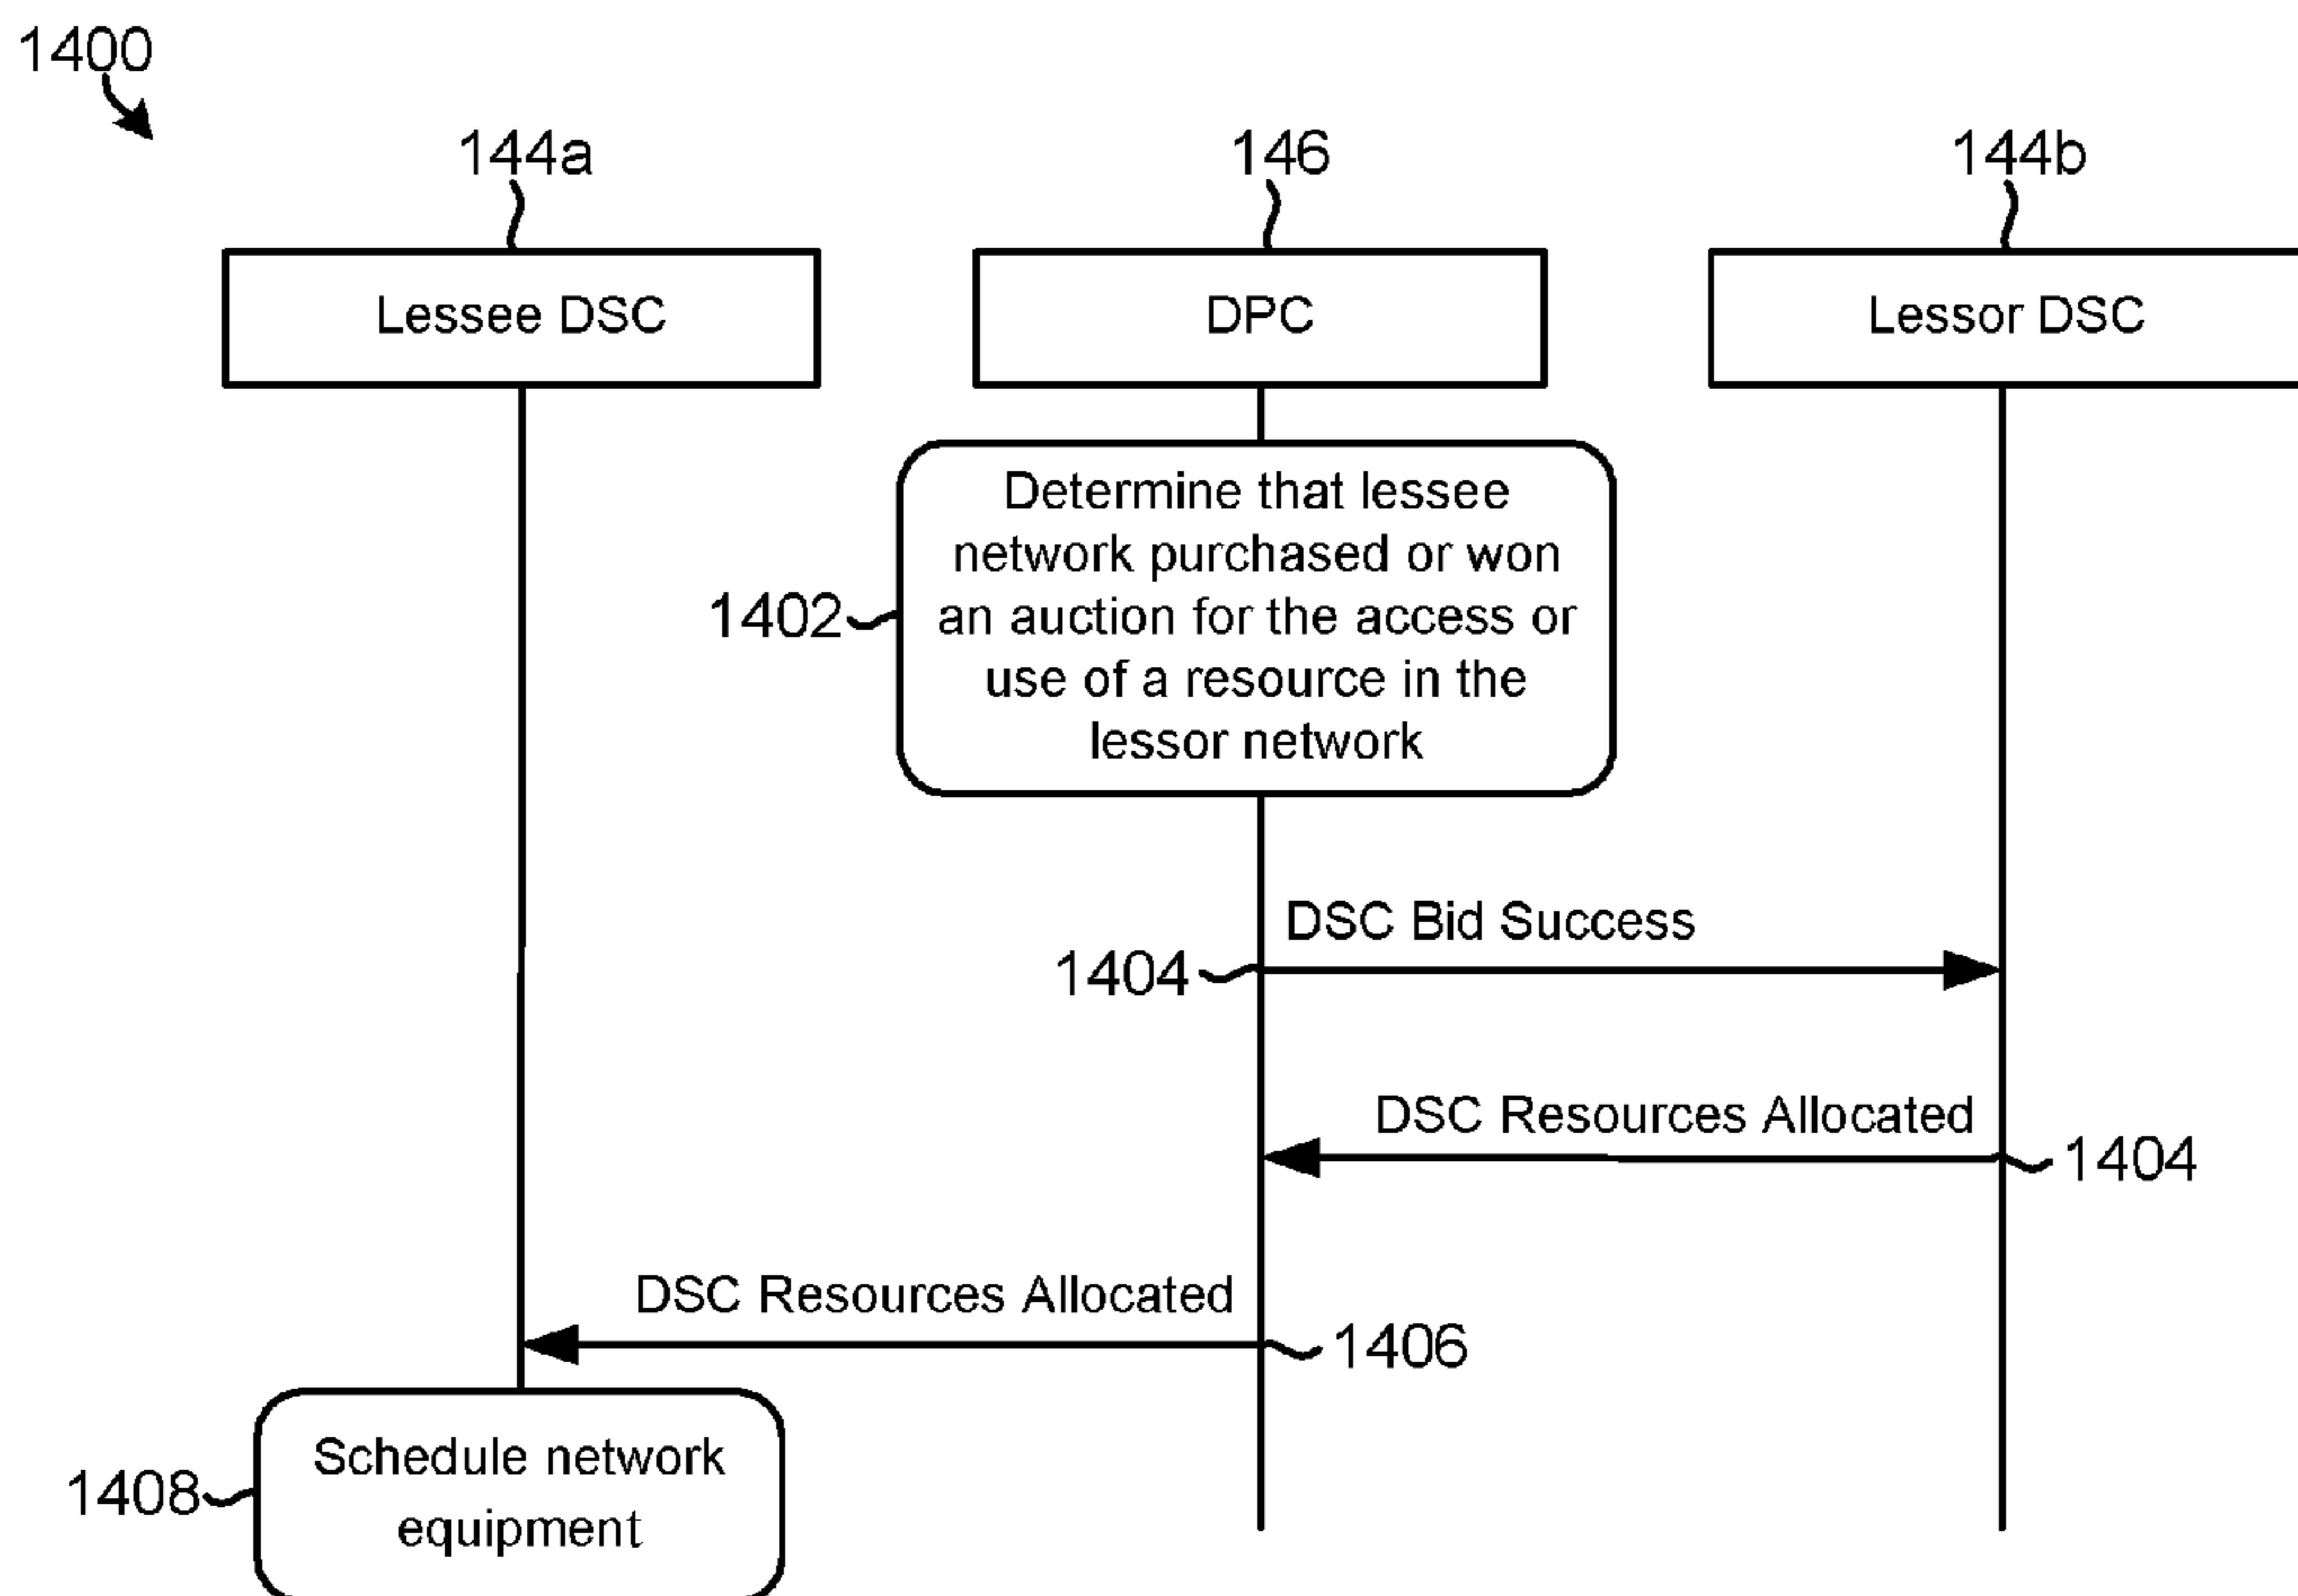 1400
144a
146
144b
Lessee DSC
DPC
Lessor DSC
Determine that lessee
network purchased or won
an auction for the access or
use of a resource in the
lessor network
1402
DSC Bid Success
1404
DSC Resources Allocated
1404
DSC Resources Allocated
1406
Schedule network
equipment
1408